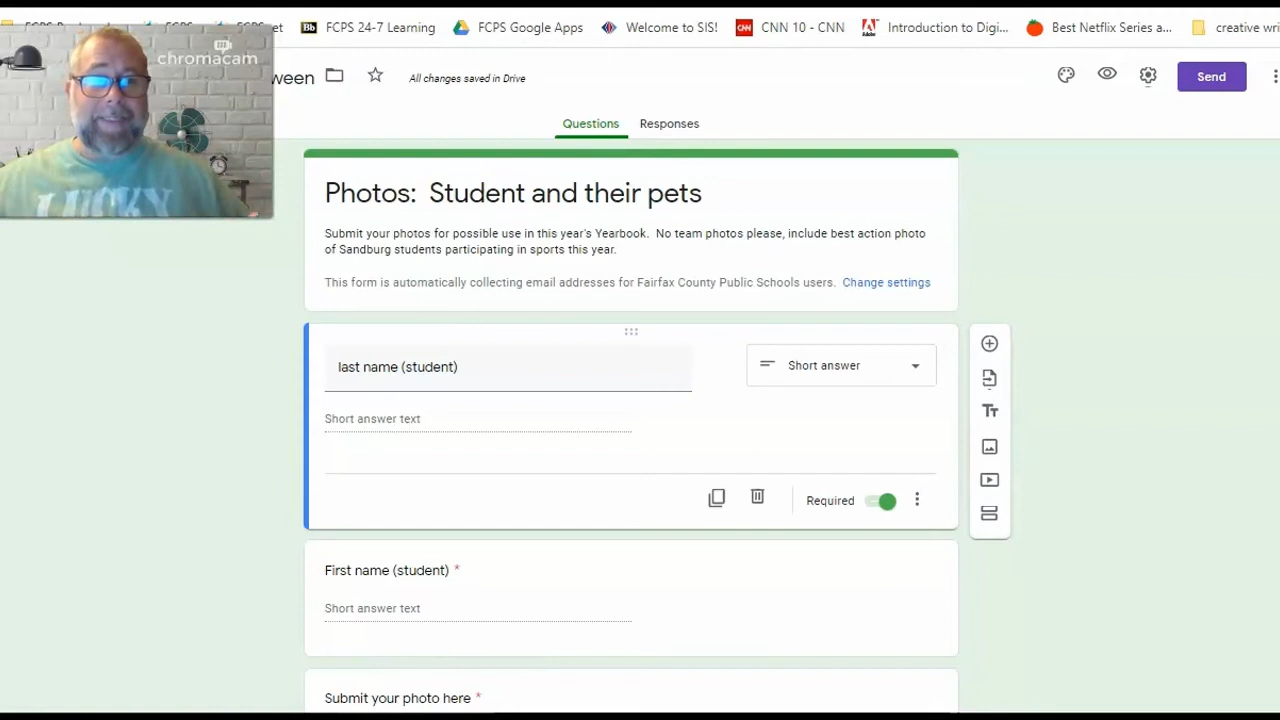 Bb FCPS 24-7 Learning
FCPS Google Apps
Welcome to SIS!
CNN CNN 10 - CNN
Introduction to Digi...
Best Netflix Series a...
creative wri
chromacam
ween
All changes saved in Drive
Send
Questions
Responses
Photos:  Student and their pets
Submit your photos for possible use in this year's Yearbook.  No team photos please, include best action photo
of Sandburg students participating in sports this year.
This form is automatically collecting email addresses for Fairfax County Public Schools users.  Change settings
last name (student)
Short answer
Short answer text
Required
Tт
First name (student) *
Short answer text
Submit your photo here *
LUCKY